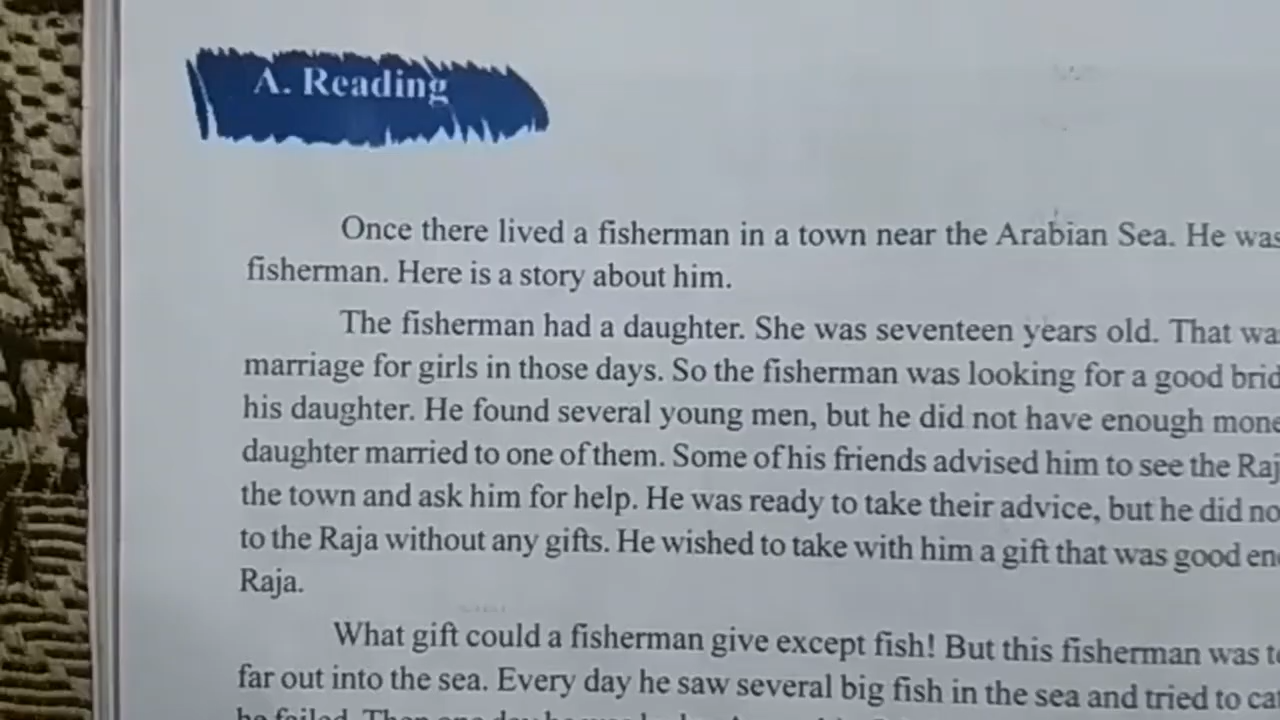 A. Reading
Once there lived a fisherman in a town near the Arabian Sea. He was
fisherman. Here is a story about him.
The fisherman had a daughter. She was seventeen years old. That
marriage for girls in those days. So the fisherman was looking for a good
his daughter. He found several young men, but he did not have enough
daughter married to one of them. Some of his friends advised him to see the
the town and ask him for help. He was ready to take their advice, but he did
to the Raja without any gifts. He wished to take with him a gift that was good
Raja.
What gift could a fisherman give except fish! But this fisherman was
far out into the sea. Every day he saw several big fish in the sea and tried to
he failed. Then one day